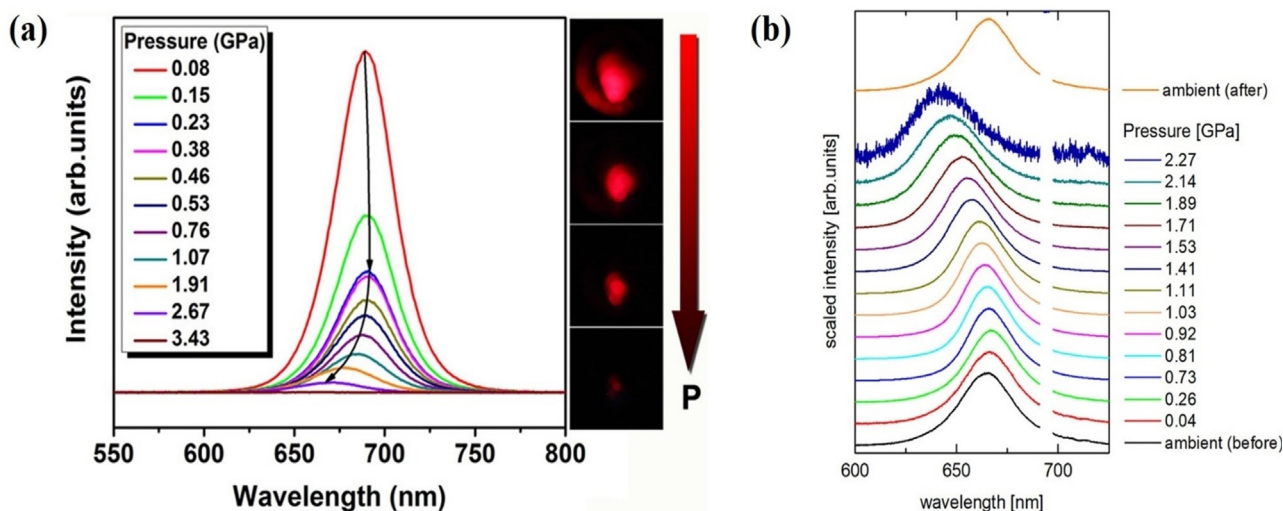 (a)
Pressure (GPa)
0.08
0.15
0.23
0.38
0.46
0.53
0.76
1.07
1.91
2.67
3.43
Intensity (arb.units)
550 600 650 700 750 800
Wavelength (nm)
P
(b)
ambient (after)
Pressure [GPa]
2.27
2.14
1.89
1.71
1.53
1.41
1.11
1.03
0.92
0.81
0.73
0.26
0.04
ambient (before)
scaled intensity [arb.units]
600 650 700
wavelength [nm]